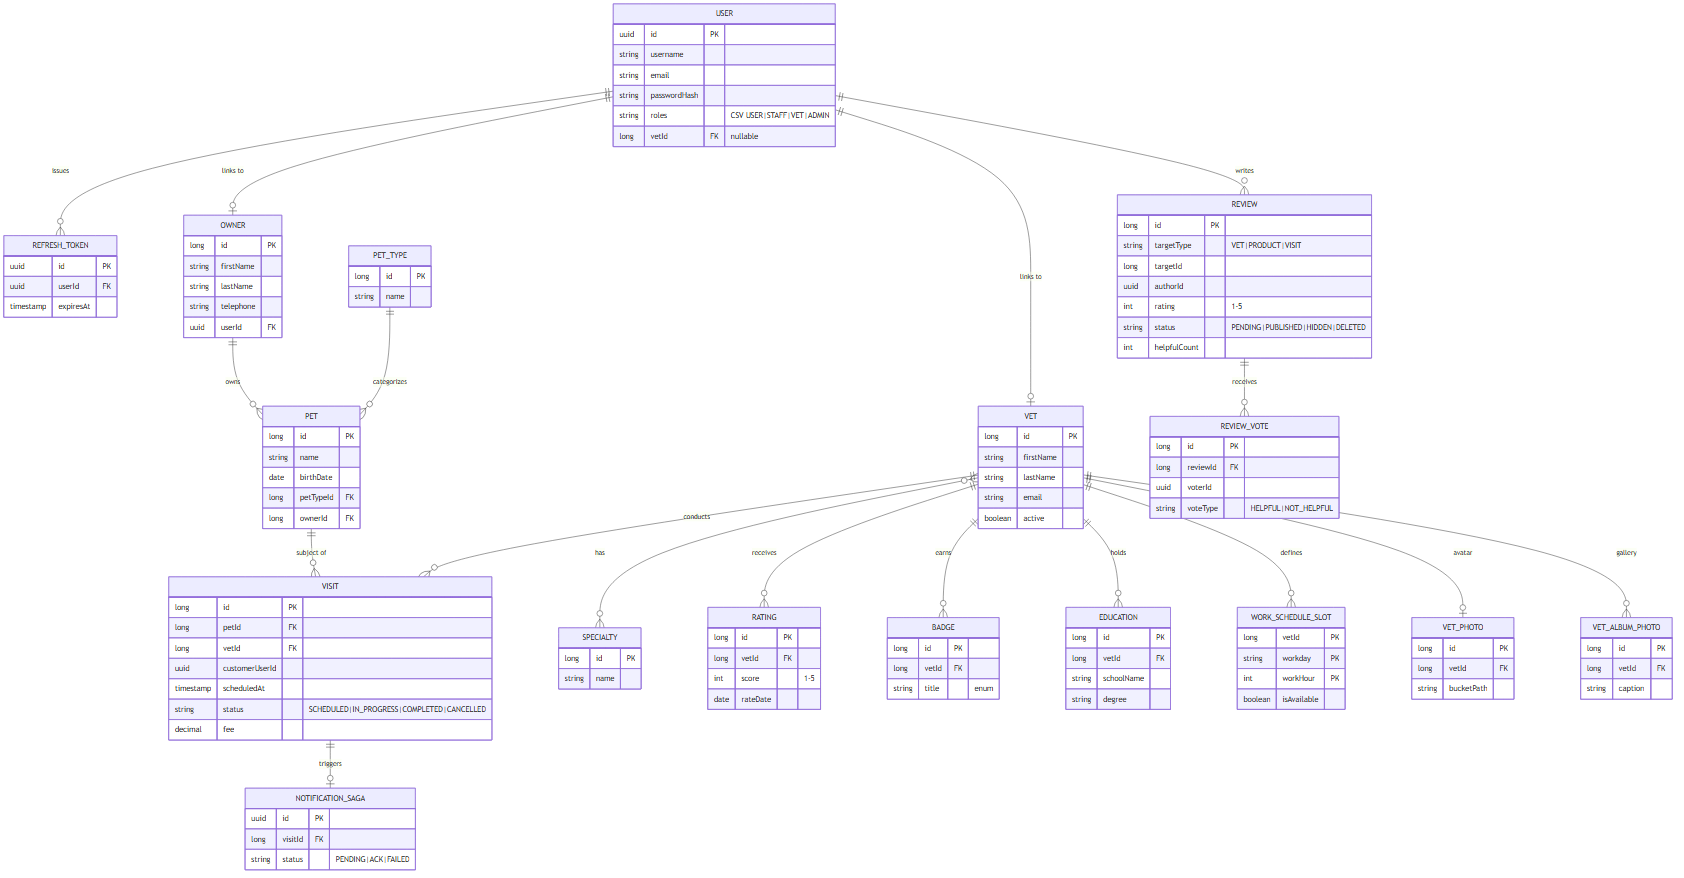 USER
uuid id PK
string username
string email
string passwordHash
string roles CSV USER|STAFF|VET|ADMIN
long vetId FK nullable
issues
links to
links to
writes
REFRESH_TOKEN
uuid id PK
uuid userId FK
timestamp expiresAt
OWNER
long id PK
string firstName
string lastName
string telephone
uuid userId FK
PET_TYPE
long id PK
string name
REVIEW
long id PK
string targetType VET|PRODUCT|VISIT
long targetId
uuid authorId
int rating 1-5
string status PENDING|PUBLISHED|HIDDEN|DELETED
int helpfulCount
owns
categorizes
receives
PET
long id PK
string name
date birthDate
long petTypeId FK
long ownerId FK
VET
long id PK
string firstName
string lastName
string email
boolean active
REVIEW_VOTE
long id PK
long reviewId FK
uuid voterId
string voteType HELPFUL|NOT_HELPFUL
subject of
conducts
has
receives
earns
holds
defines
avatar
gallery
VISIT
long id PK
long petId FK
long vetId FK
uuid customerUserId
timestamp scheduledAt
string status SCHEDULED|IN_PROGRESS|COMPLETED|CANCELLED
decimal fee
SPECIALTY
long id PK
string name
RATING
long id PK
long vetId FK
int score 1-5
date rateDate
BADGE
long id PK
long vetId FK
string title enum
EDUCATION
long id PK
long vetId FK
string schoolName
string degree
WORK_SCHEDULE_SLOT
long vetId PK
string workday PK
int workHour PK
boolean isAvailable
VET_PHOTO
long id PK
long vetId FK
string bucketPath
VET_ALBUM_PHOTO
long id PK
long vetId FK
string caption
triggers
NOTIFICATION_SAGA
uuid id PK
long visitId FK
string status PENDING|ACK|FAILED